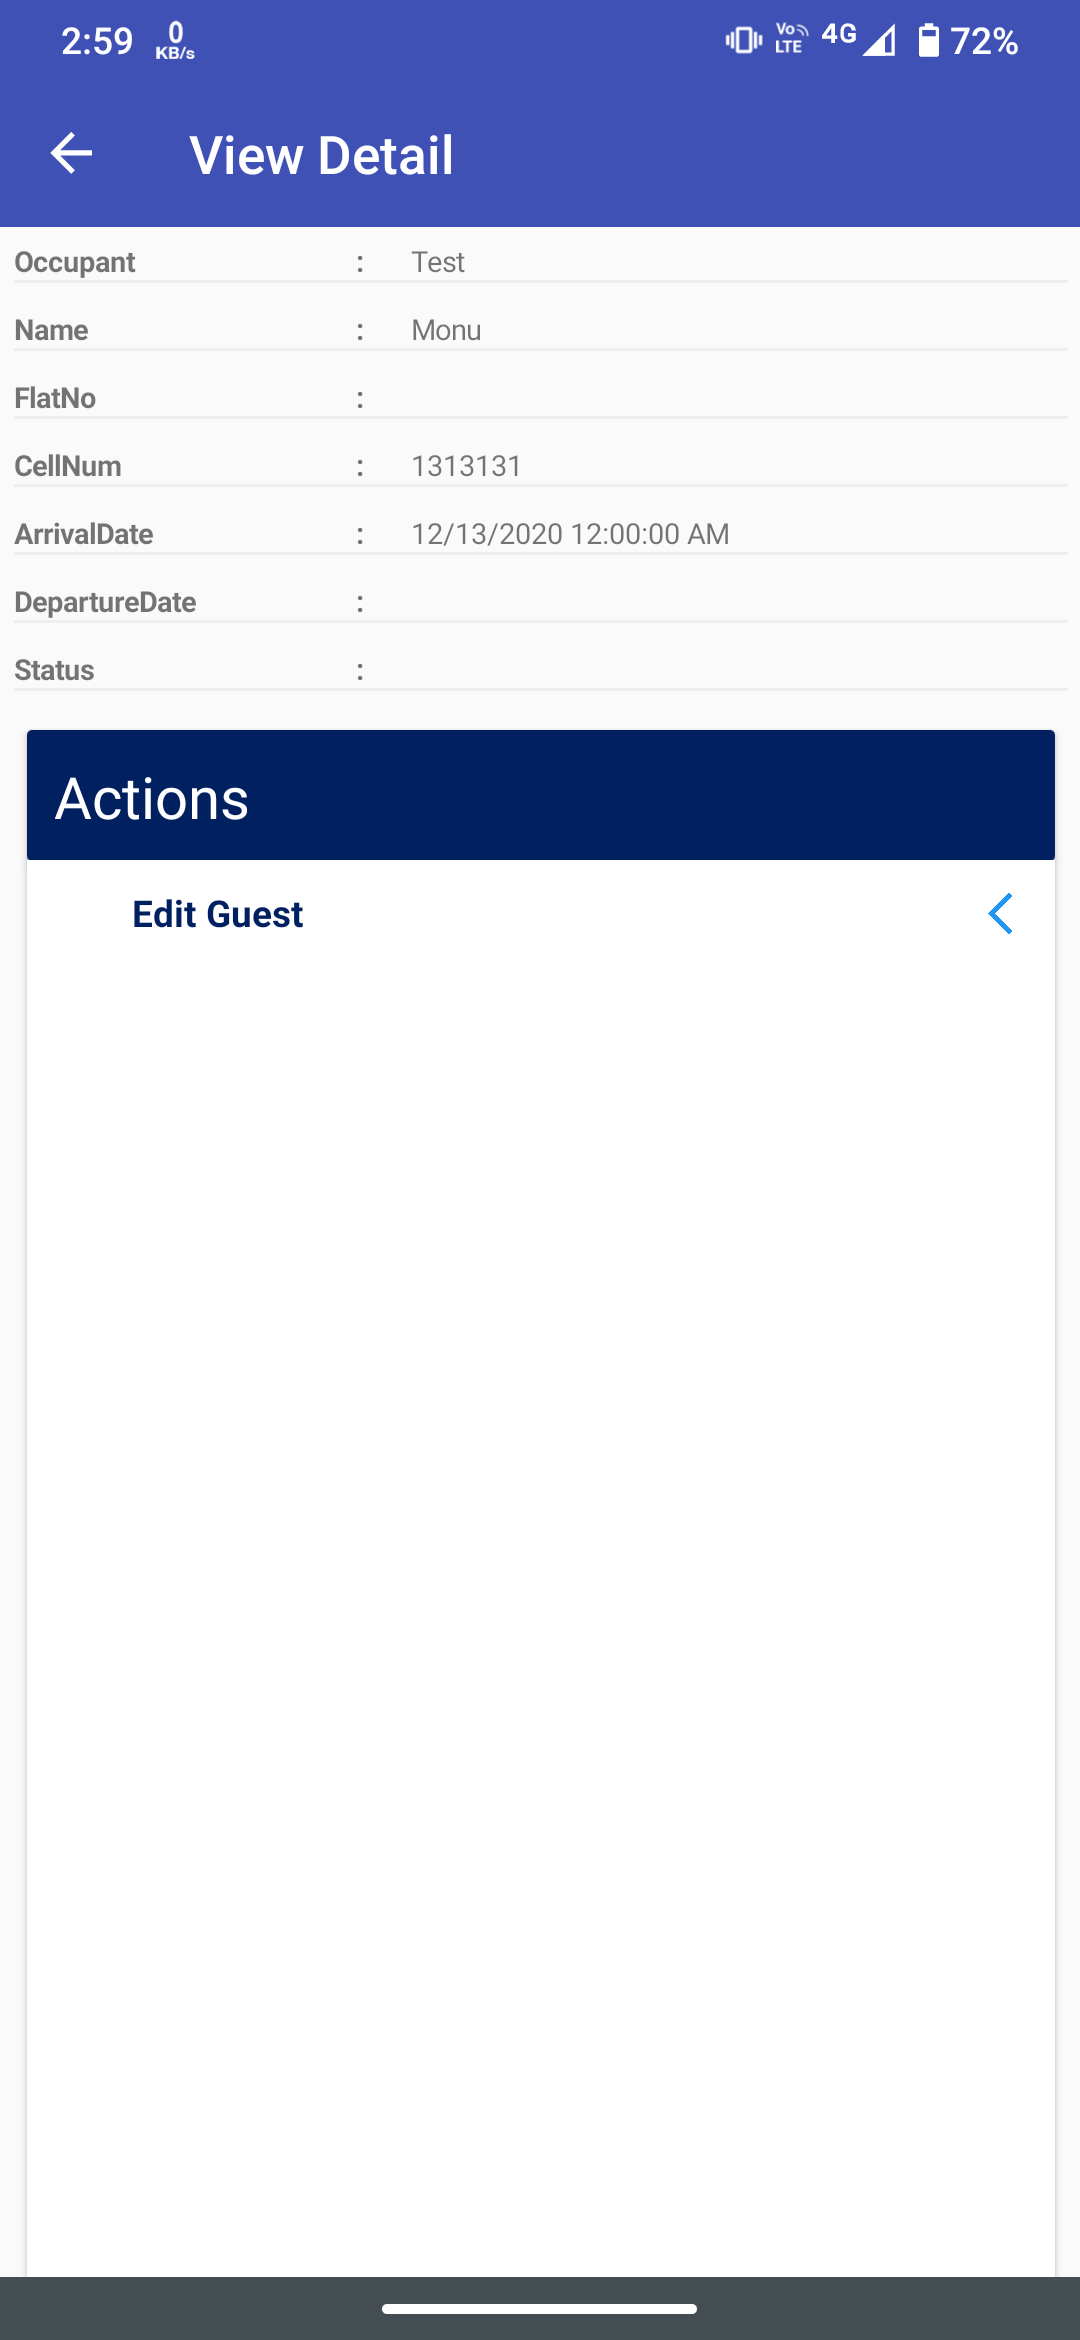 2:59 0 KB/s Vo LTE 4G 72%
View Detail
Occupant : Test
Name : Monu
FlatNo :
CellNum : 1313131
ArrivalDate : 12/13/2020 12:00:00 AM
DepartureDate :
Status :
Actions
Edit Guest